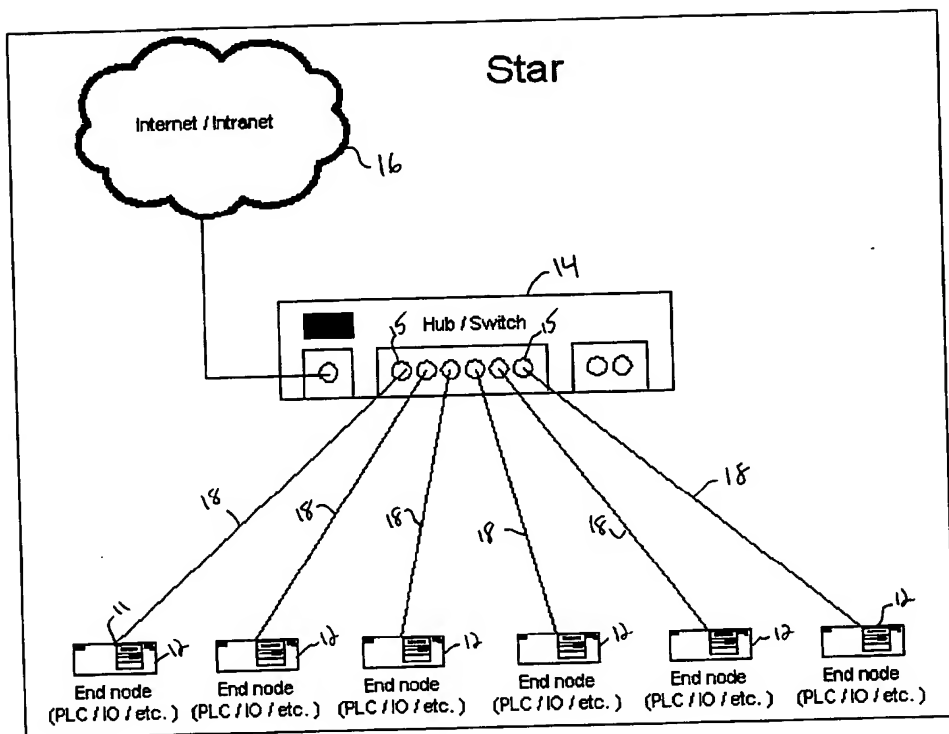 Star
Internet / Intranet
16
14
15 Hub / Switch 15
18 18 18 18 18 18
11
12 12 12 12 12 12
End node End node End node End node End node End node
(PLC / IO / etc.) (PLC / IO / etc.) (PLC / IO / etc.) (PLC / IO / etc.) (PLC / IO / etc.) (PLC / IO / etc.)